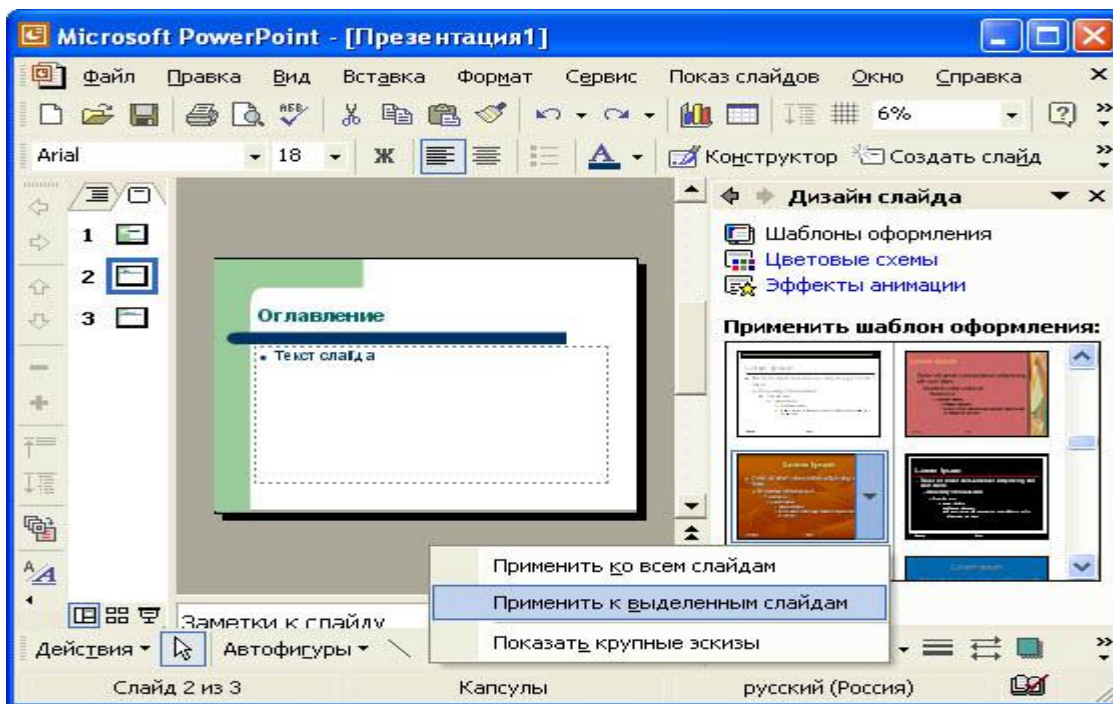 Microsoft PowerPoint - [Презентация1]
Файл Правка Вид Вставка Формат Сервис Показ слайдов Окно Справка
6%
Arial 18 Ж А Конструктор Создать слайд
Дизайн слайда
Шаблоны оформления
Цветовые схемы
Эффекты анимации
Применить шаблон оформления:
1
2
3
Оглавление
• Текст слайда
Применить ко всем слайдам
Применить к выделенным слайдам
Показать крупные эскизы
Заметки к слайду
Действия Автофигуры
Слайд 2 из 3 Капсулы русский (Россия)